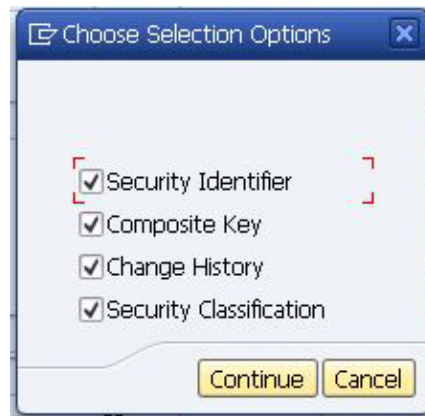 Choose Selection Options
Security Identifier
Composite Key
Change History
Security Classification
Continue Cancel